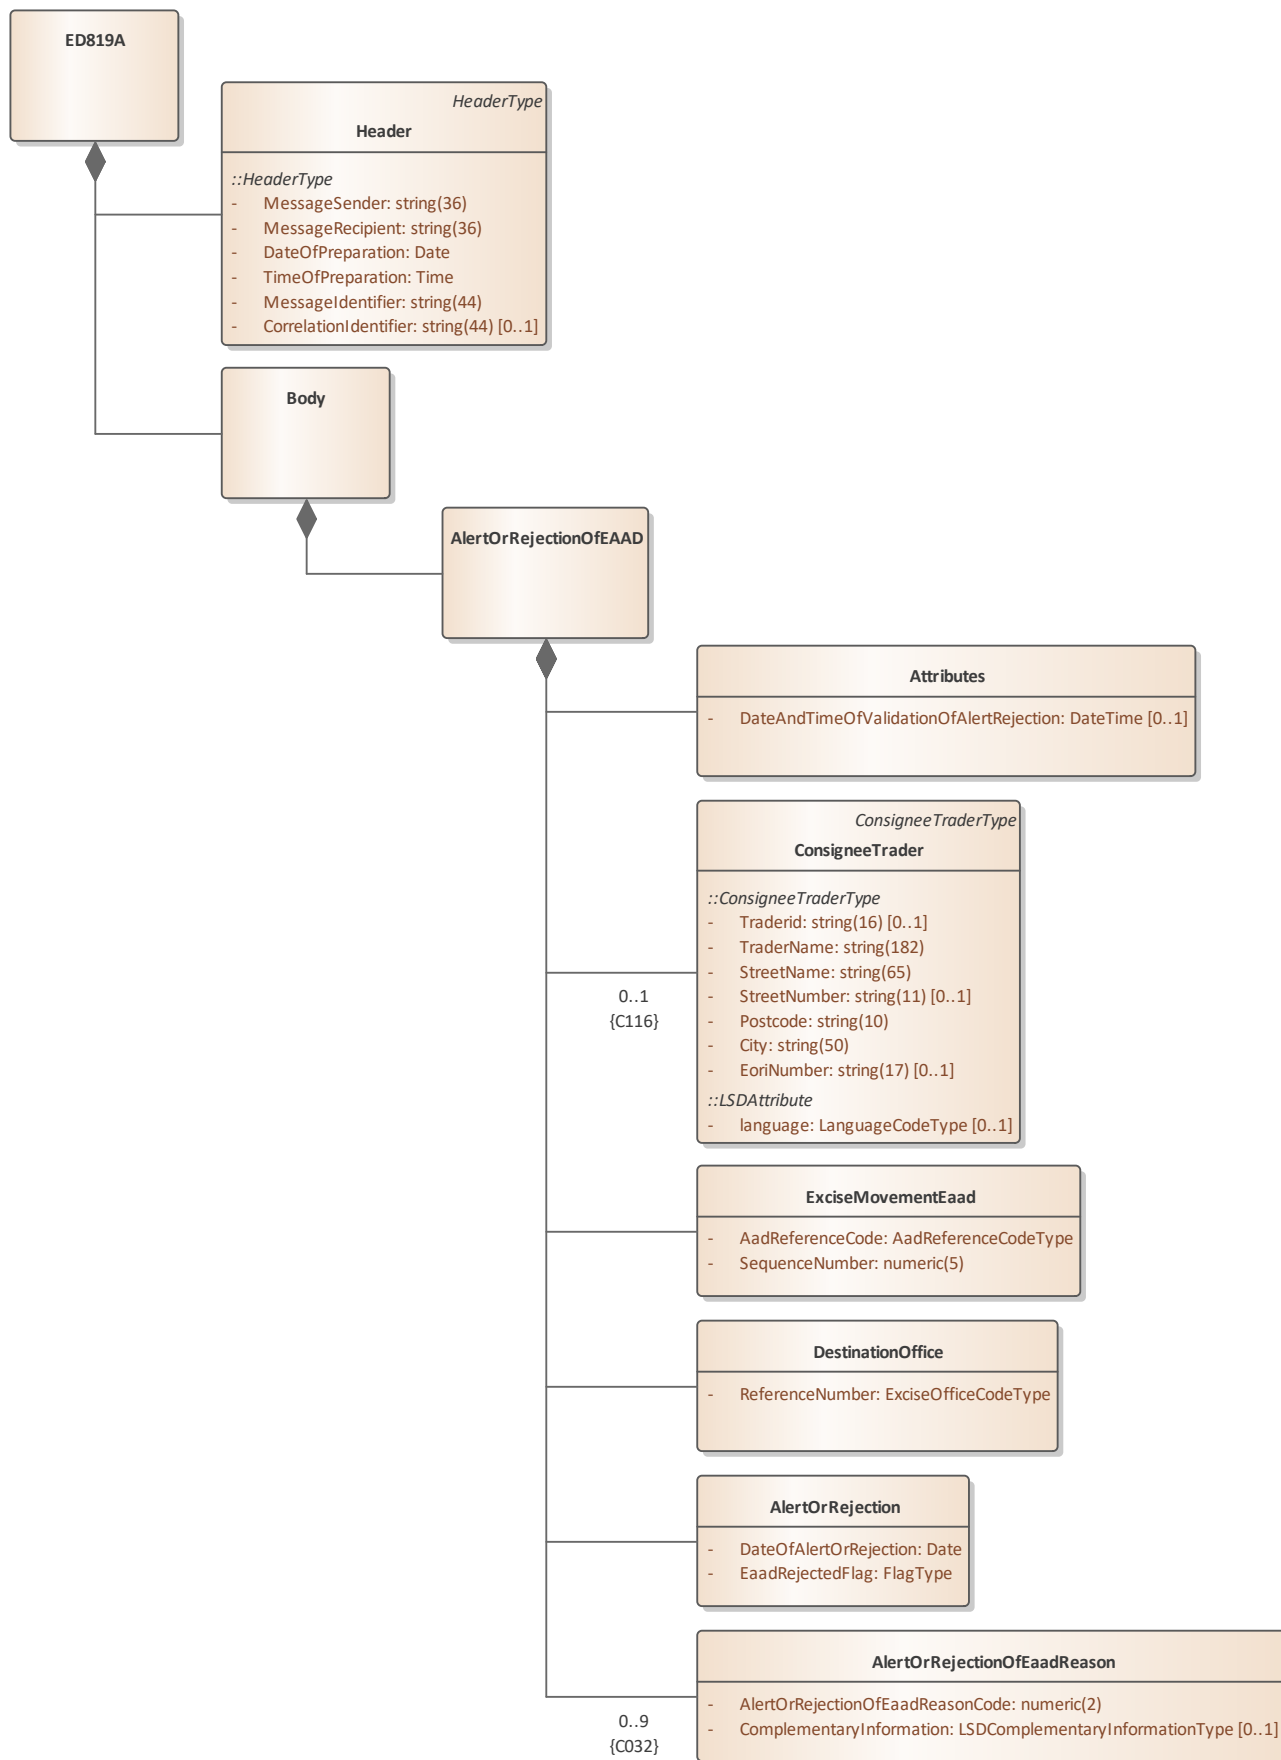 ED819A
HeaderType
Header
::HeaderType
- MessageSender: string(36)
- MessageRecipient: string(36)
- DateOfPreparation: Date
- TimeOfPreparation: Time
- MessageIdentifier: string(44)
- CorrelationIdentifier: string(44) [0..1]
Body
AlertOrRejectionOfEAAD
Attributes
- DateAndTimeOfValidationOfAlertRejection: DateTime [0..1]
ConsigneeTraderType
ConsigneeTrader
::ConsigneeTraderType
- Traderid: string(16) [0..1]
- TraderName: string(182)
- StreetName: string(65)
- StreetNumber: string(11) [0..1]
- Postcode: string(10)
- City: string(50)
- EoriNumber: string(17) [0..1]
::LSDAttribute
- language: LanguageCodeType [0..1]
0..1
{C116}
ExciseMovementEaad
- AadReferenceCode: AadReferenceCodeType
- SequenceNumber: numeric(5)
DestinationOffice
- ReferenceNumber: ExciseOfficeCodeType
AlertOrRejection
- DateOfAlertOrRejection: Date
- EaadRejectedFlag: FlagType
AlertOrRejectionOfEaadReason
- AlertOrRejectionOfEaadReasonCode: numeric(2)
- ComplementaryInformation: LSDComplementaryInformationType [0..1]
0..9
{C032}